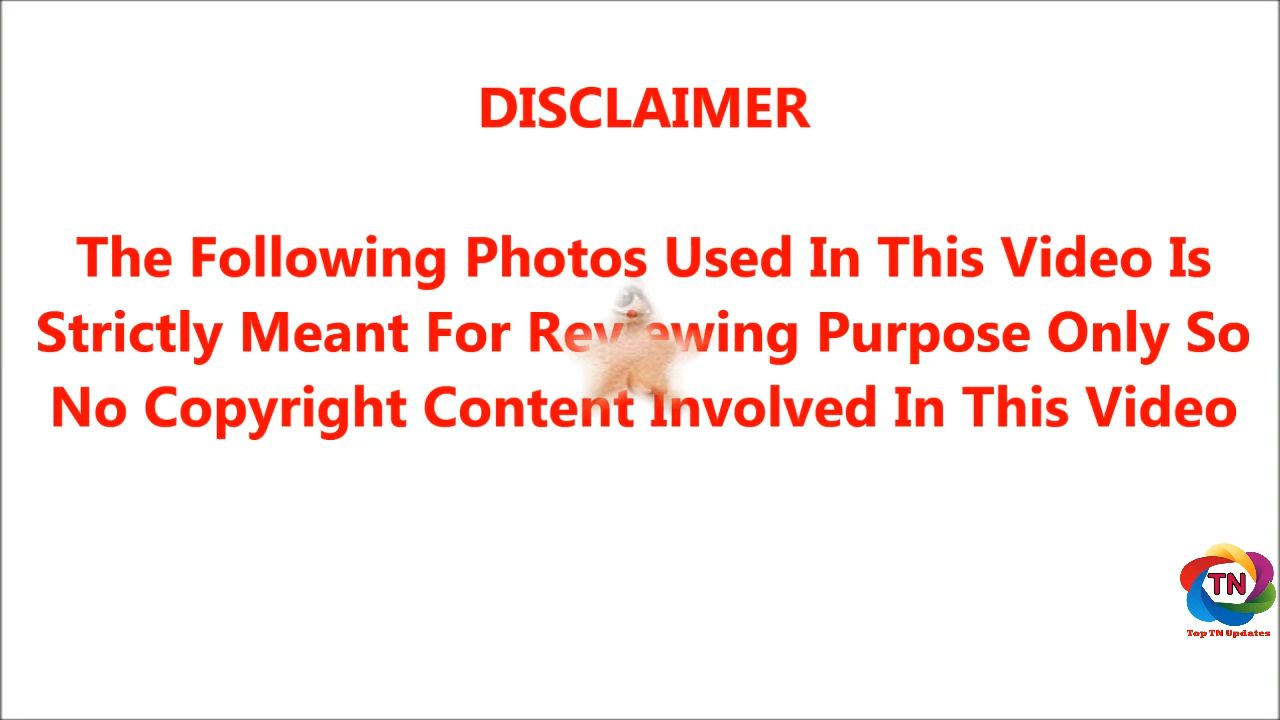 DISCLAIMER
The Following Photos Used In This Video Is
Strictly Meant For Reviewing Purpose Only So
No Copyright Content Involved In This Video
TN
Top TN Updates